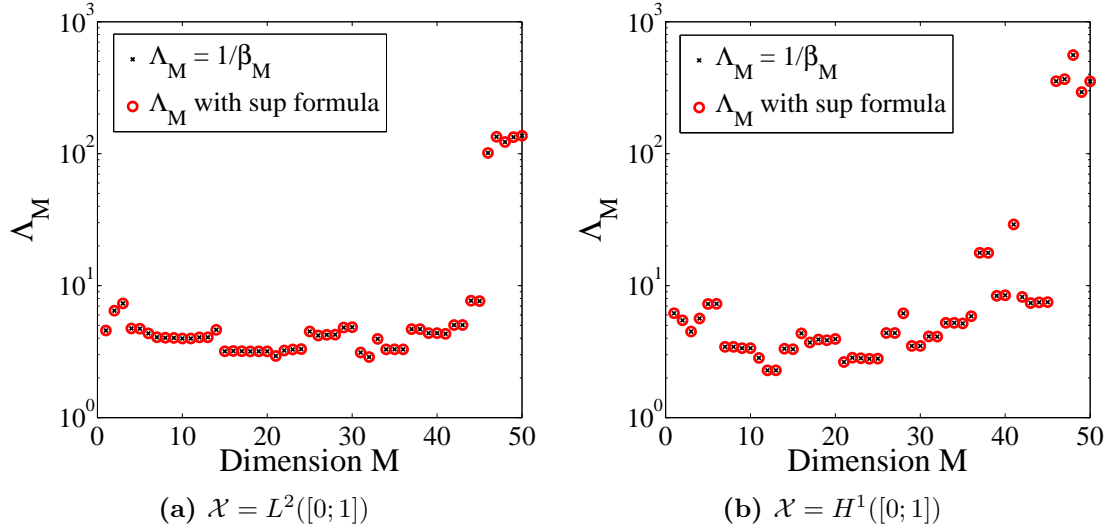 10^3
Λ_M = 1/β_M
Λ_M with sup formula
10^2
Λ_M
10^1
10^0
0 10 20 30 40 50
Dimension M
(a) 𝒳 = L^2([0; 1])
10^3
Λ_M = 1/β_M
Λ_M with sup formula
10^2
Λ_M
10^1
10^0
0 10 20 30 40 50
Dimension M
(b) 𝒳 = H^1([0; 1])